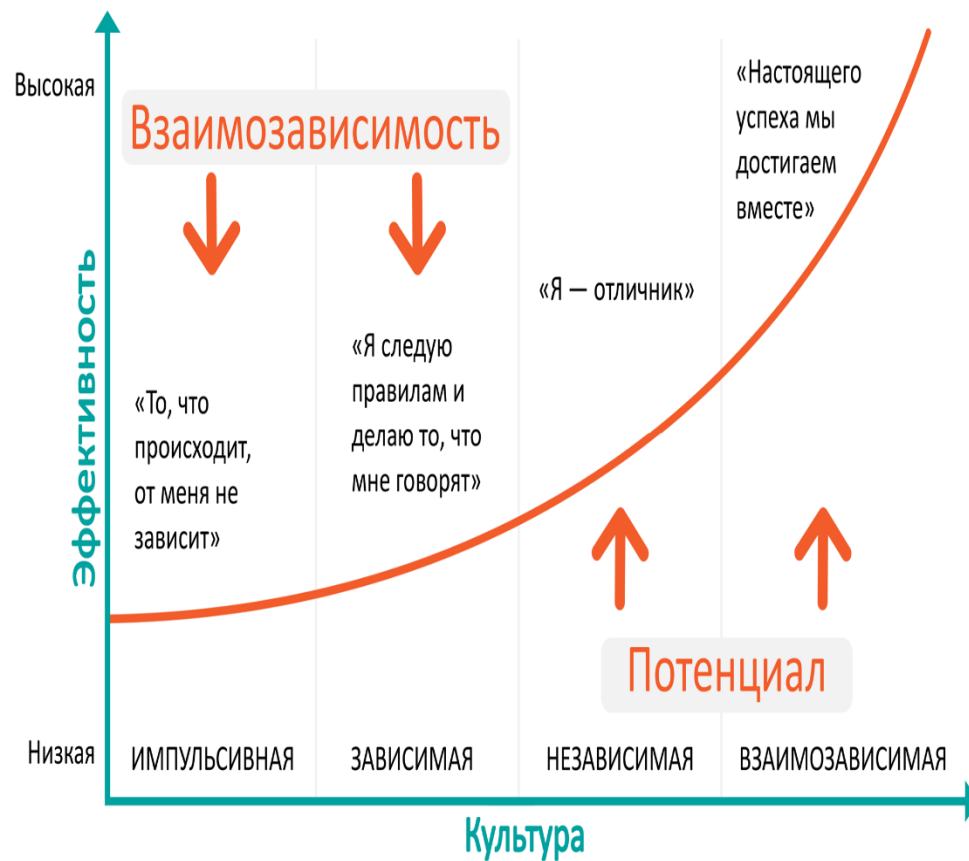 Высокая
Взаимозависимость
«Настоящего
успеха мы
достигаем
вместе»
«Я — отличник»
«Я следую
правилам и
делаю то, что
мне говорят»
«То, что
происходит,
от меня не
зависит»
Эффективность
Потенциал
Низкая
ИМПУЛЬСИВНАЯ
ЗАВИСИМАЯ
НЕЗАВИСИМАЯ
ВЗАИМОЗАВИСИМАЯ
Культура